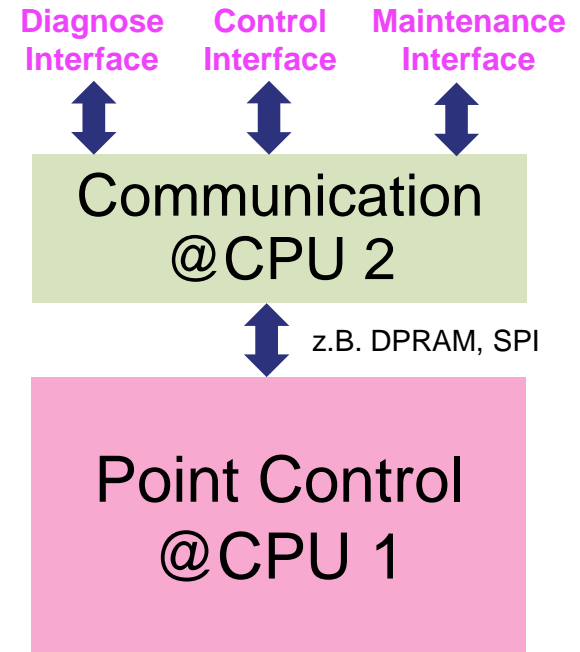 Diagnose Control Maintenance
Interface Interface Interface
Communication
@CPU 2
z.B. DPRAM, SPI
Point Control
@CPU 1